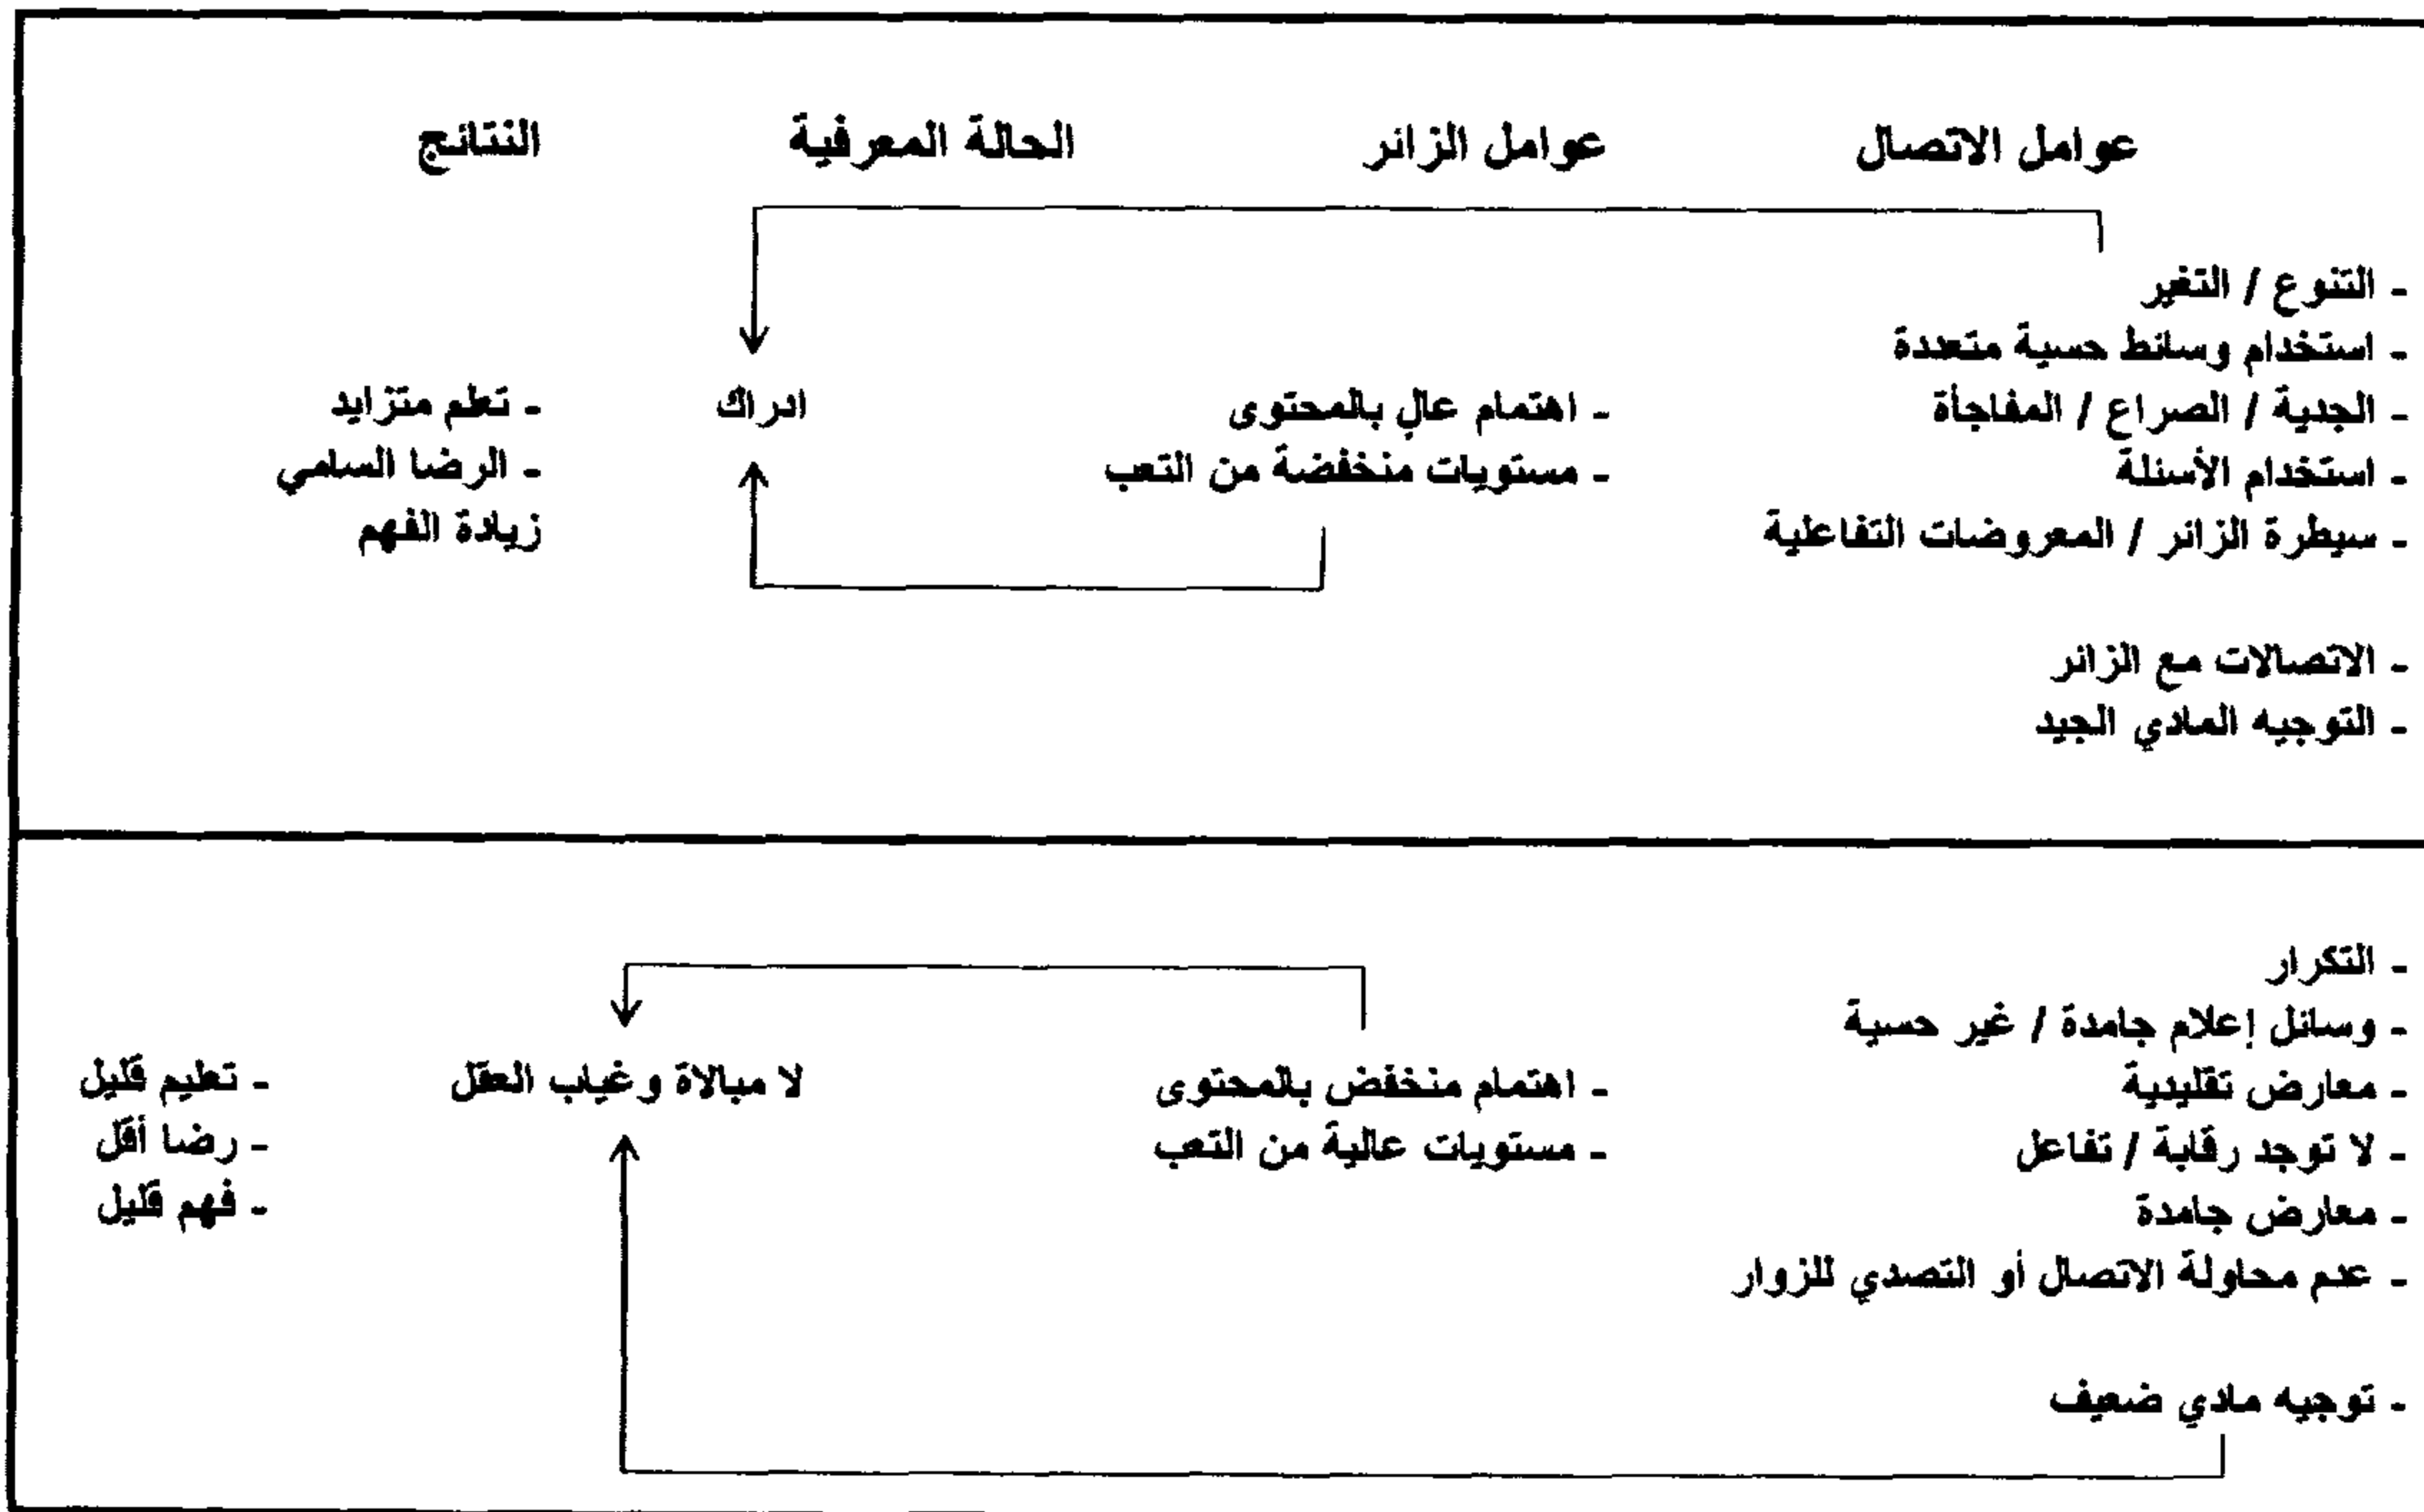 عوامل الاتصال
عوامل الزائر
الحالة المعرفية
النتائج
- التنوع / التغير
- استخدام وسائط حسية متعددة
- الجدية / الصراع / المفاجأة
- استخدام الأسئلة
- سيطرة الزائر / المعروضات التفاعلية
- الاتصالات مع الزائر
- التوجيه المادي الجيد
- اهتمام عالٍ بالمحتوى
- مستويات منخفضة من التعب
ادراك
- تعلم متزايد
- الرضا السامي
زيادة الفهم
- التكرار
- وسائل إعلام جامدة / غير حسية
- معارض تقليدية
- لا توجد رقابة / تفاعل
- معارض جامدة
- عدم محاولة الاتصال أو التصدي للزوار
- توجيه مادي ضعيف
- اهتمام منخفض بالمحتوى
- مستويات عالية من التعب
لا مبالاة وغياب العقل
- تعليم قليل
- رضا أقل
- فهم قليل